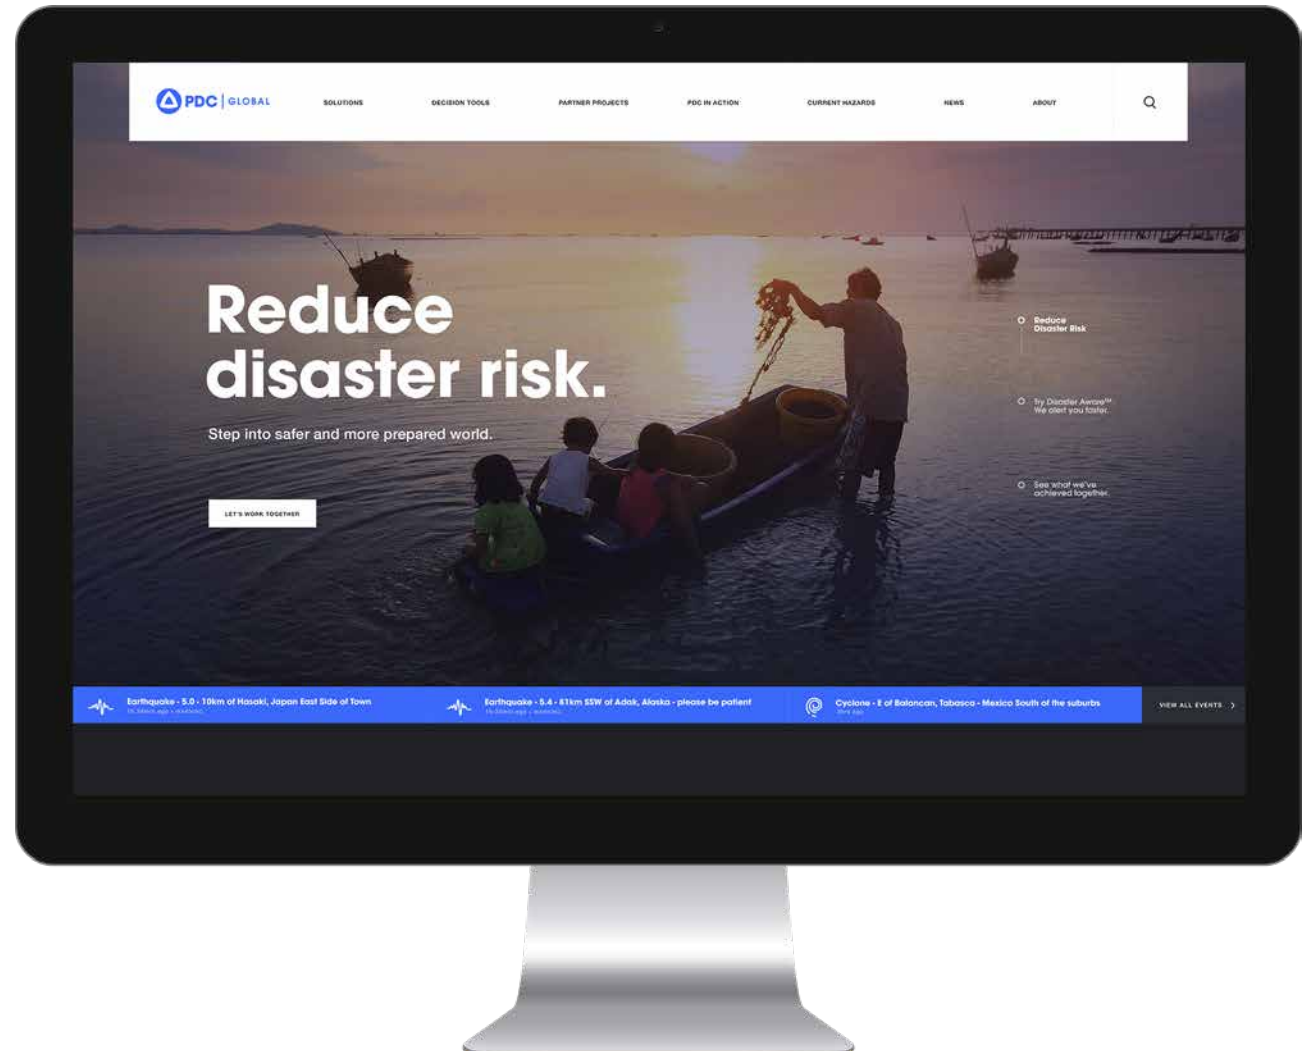 PDC | GLOBAL
SOLUTIONS
DECISION TOOLS
PARTNER PROJECTS
PDC IN ACTION
CURRENT HAZARDS
NEWS
ABOUT
Reduce
disaster risk.
Step into safer and more prepared world.
LET'S WORK TOGETHER
Reduce
Disaster Risk
Try Disaster Aware™
We alert you faster.
See what we've
achieved together.
Earthquake - 5.0 - 10km of Hasaki, Japan East Side of Town
Earthquake - 5.4 - 81km SSW of Adak, Alaska - please be patient
Cyclone - E of Balancan, Tabasco - Mexico South of the suburbs
VIEW ALL EVENTS